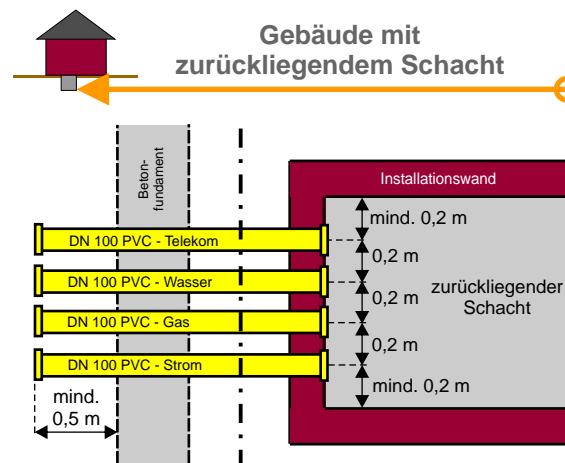 Gebäude mit
zurückliegendem Schacht
Beton-
fundament
Installationswand
mind. 0,2 m
DN 100 PVC - Telekom
0,2 m
DN 100 PVC - Wasser
0,2 m
zurückliegender
Schacht
DN 100 PVC - Gas
0,2 m
DN 100 PVC - Strom
mind. 0,2 m
mind.
0,5 m